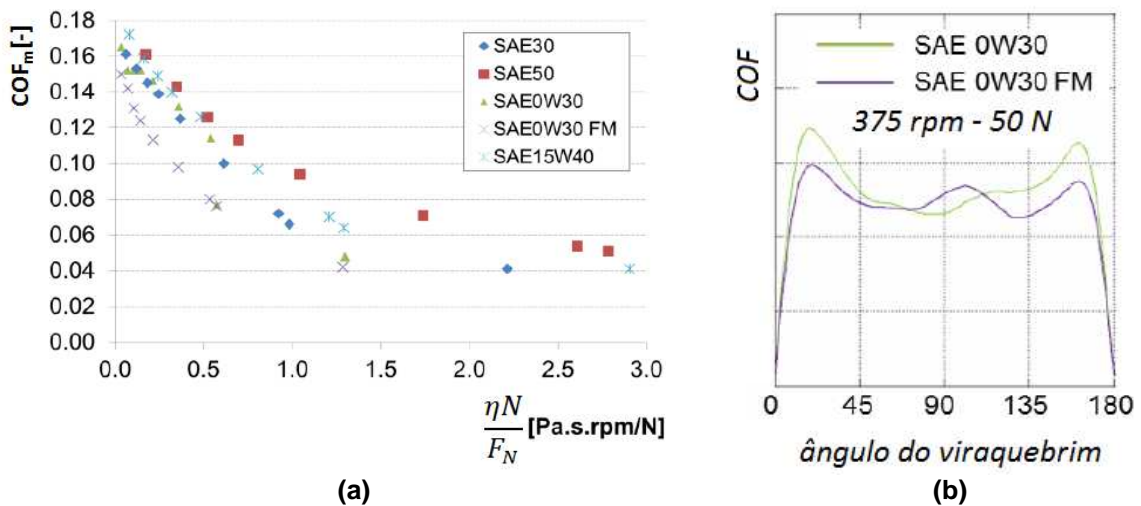 COFm[-]
0.18
0.16
0.14
0.12
0.10
0.08
0.06
0.04
0.02
0.00
0.0 0.5 1.0 1.5 2.0 2.5 3.0
SAE30
SAE50
SAE0W30
SAE0W30 FM
SAE15W40
ηN
F_N
[Pa.s.rpm/N]
(a)
COF
SAE 0W30
SAE 0W30 FM
375 rpm - 50 N
0 45 90 135 180
ângulo do viraquebrim
(b)